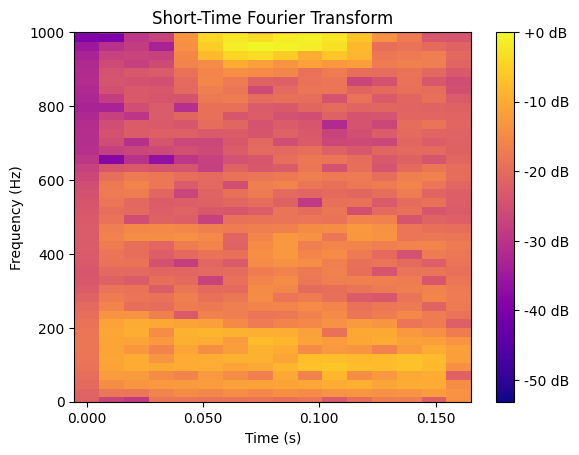 Short-Time Fourier Transform
Frequency (Hz)
1000
800
600
400
200
0
0.000
0.050
0.100
0.150
Time (s)
+0 dB
-10 dB
-20 dB
-30 dB
-40 dB
-50 dB